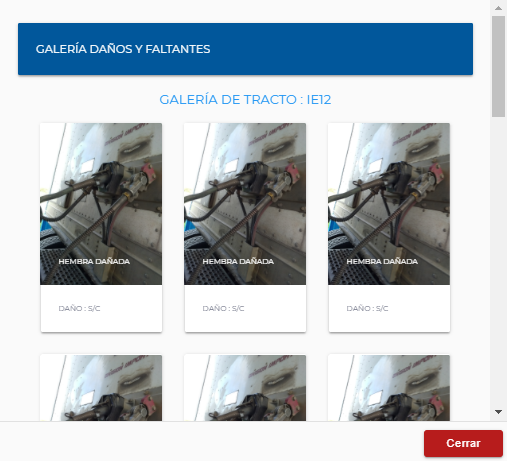 GALERÍA DAÑOS Y FALTANTES
GALERÍA DE TRACTO : IE12
HEMBRA DAÑADA
HEMBRA DAÑADA
HEMBRA DAÑADA
DAÑO : S/C
DAÑO : S/C
DAÑO : S/C
Cerrar